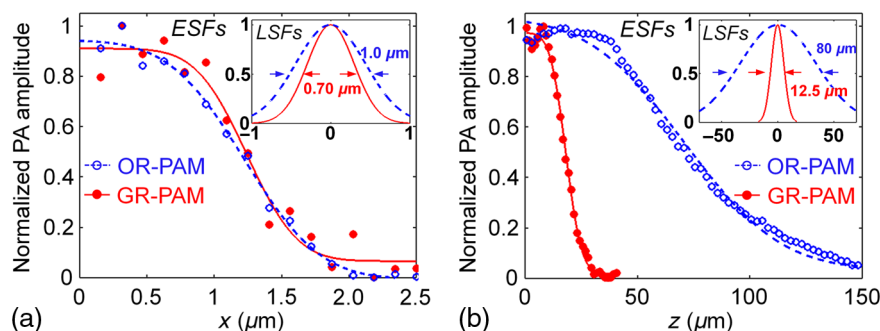 ESFs
LSFs
1.0 µm
0.70 µm
1
0.5
0
−1
0
1
OR-PAM
GR-PAM
Normalized PA amplitude
1
0.8
0.6
0.4
0.2
0
0
0.5
1.0
1.5
2.0
2.5
x (µm)
(a)
ESFs
LSFs
80 µm
12.5 µm
1
0.5
0
−50
0
50
OR-PAM
GR-PAM
Normalized PA amplitude
1
0.8
0.6
0.4
0.2
0
0
50
100
150
z (µm)
(b)